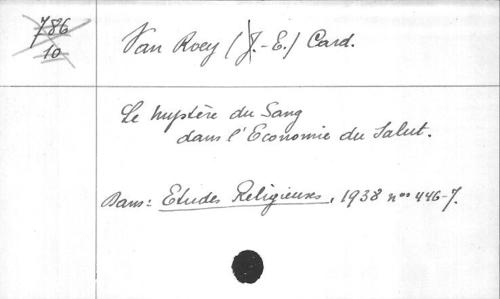 786
10
Van Roey (J.-E.) Card.
Le mystère du Sang
dans l'Economie du Salut.
Dans: Etudes Religieuses, 1938 nos 446-7.